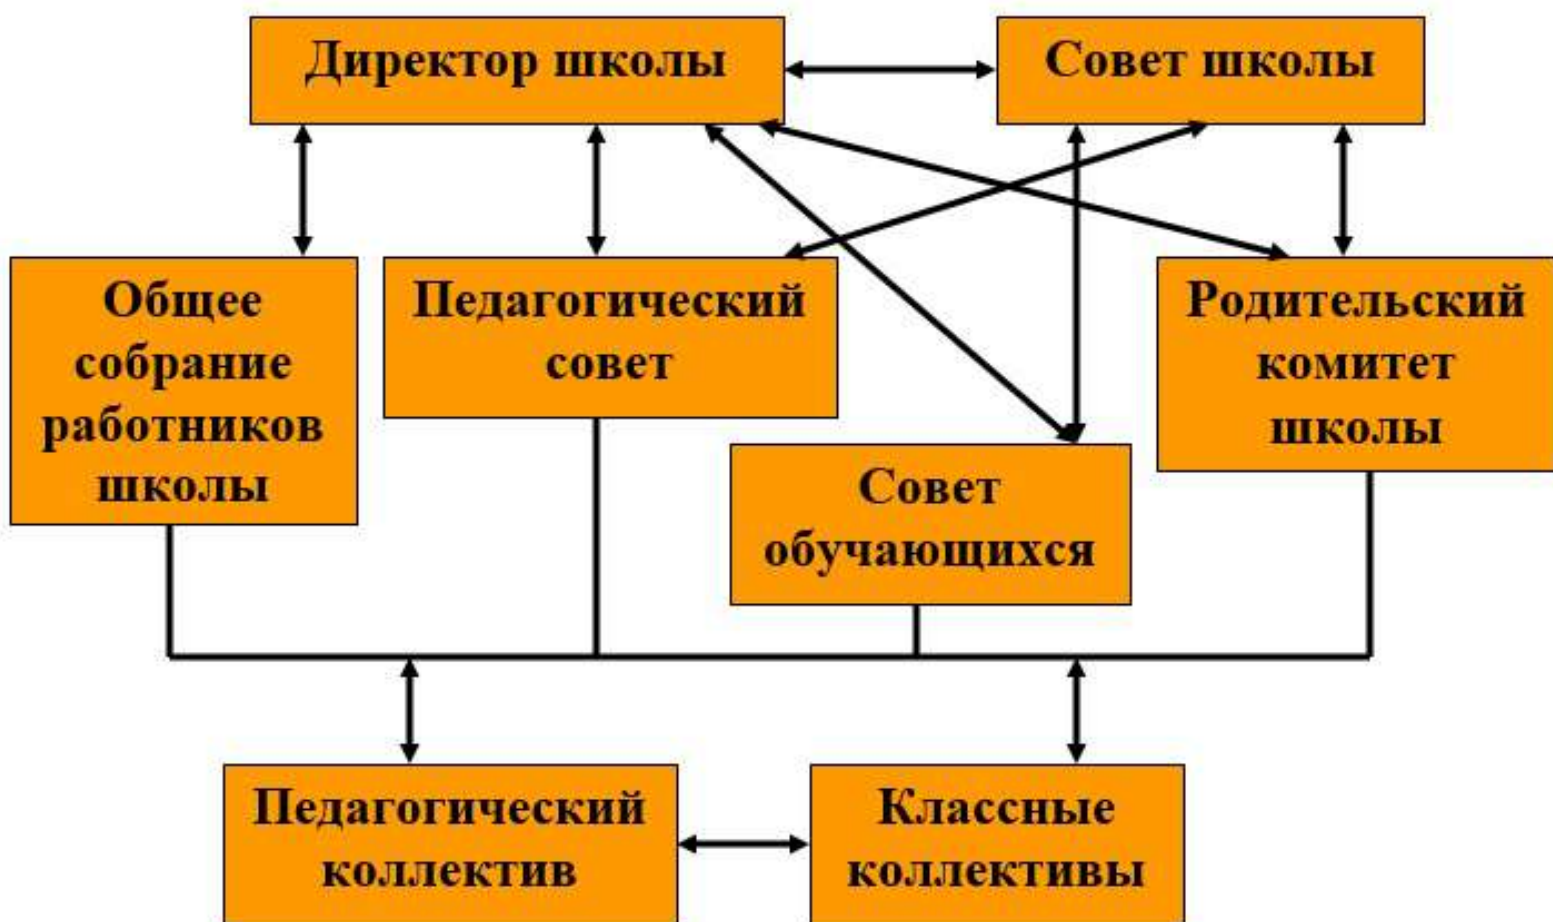 Директор школы
Совет школы
Общее
собрание
работников
школы
Педагогический
совет
Совет
обучающихся
Родительский
комитет
школы
Педагогический
коллектив
Классные
коллективы